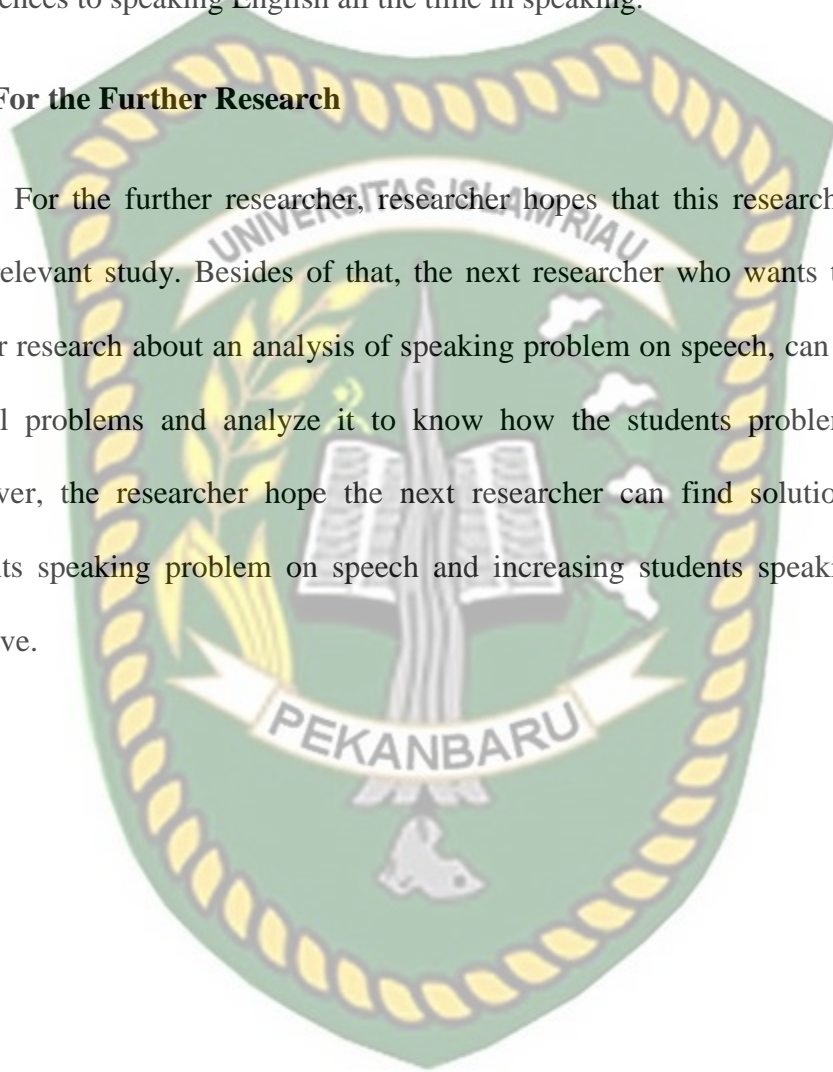 ences to speaking English all the time in speaking.
For the Further Research
For the further researcher, researcher hopes that this research
elevant study. Besides of that, the next researcher who wants t
r research about an analysis of speaking problem on speech, can
l problems and analyze it to know how the students problem
ver, the researcher hope the next researcher can find solution
ts speaking problem on speech and increasing students speaki
ve.
UNIVERSITAS ISLAM RIAU
PEKANBARU